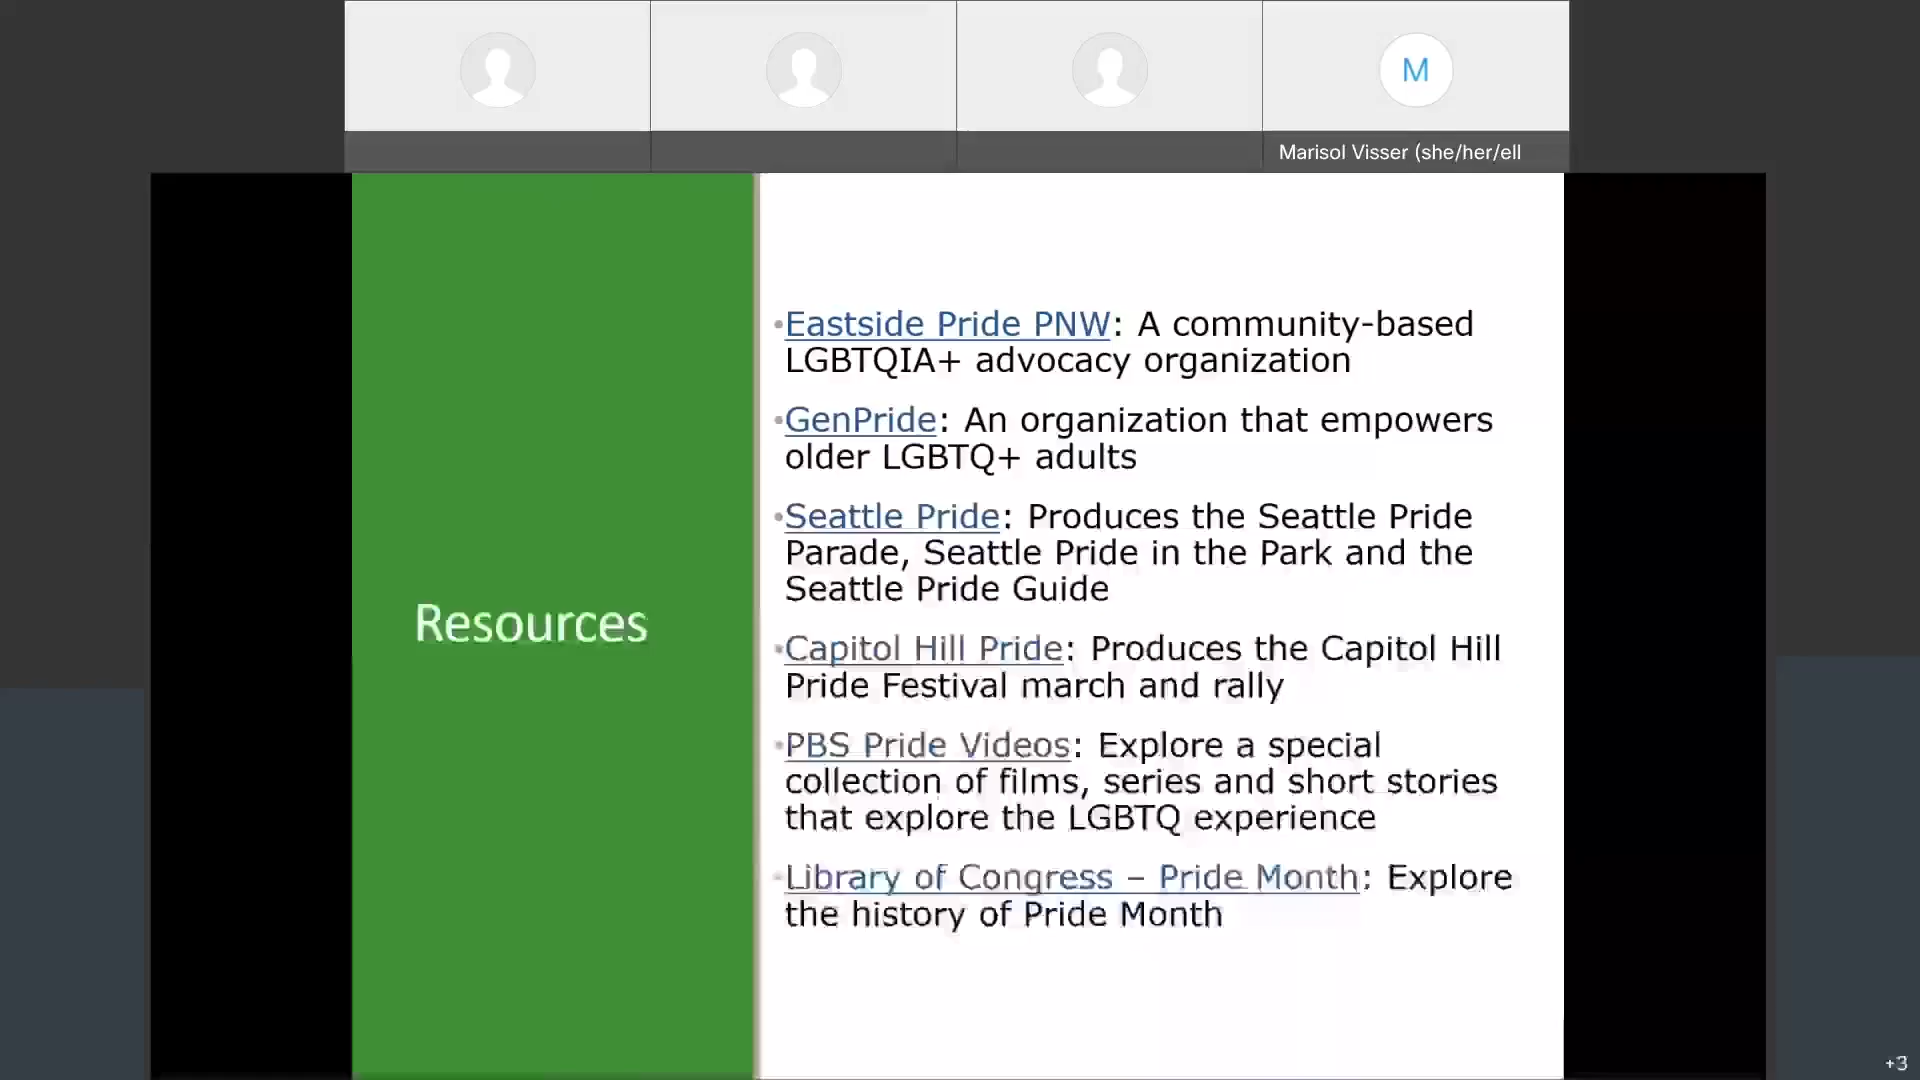 M
Marisol Visser (she/her/ell
Resources
•Eastside Pride PNW: A community-based
LGBTQIA+ advocacy organization
•GenPride: An organization that empowers
older LGBTQ+ adults
•Seattle Pride: Produces the Seattle Pride
Parade, Seattle Pride in the Park and the
Seattle Pride Guide
•Capitol Hill Pride: Produces the Capitol Hill
Pride Festival march and rally
•PBS Pride Videos: Explore a special
collection of films, series and short stories
that explore the LGBTQ experience
•Library of Congress – Pride Month: Explore
the history of Pride Month
+3